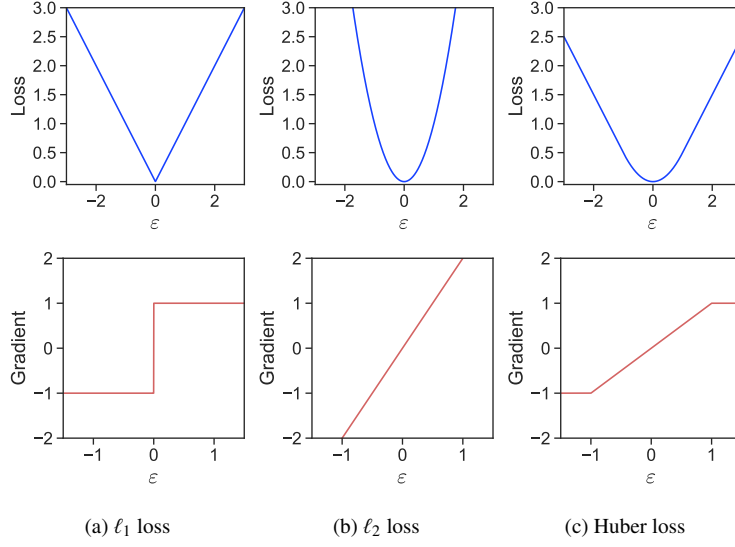 3.0
2.5
2.0
1.5
1.0
0.5
0.0
Loss
−2 0 2
ε
3.0
2.5
2.0
1.5
1.0
0.5
0.0
Loss
−2 0 2
ε
3.0
2.5
2.0
1.5
1.0
0.5
0.0
Loss
−2 0 2
ε
2
1
0
−1
−2
Gradient
−1 0 1
ε
2
1
0
−1
−2
Gradient
−1 0 1
ε
2
1
0
−1
−2
Gradient
−1 0 1
ε
(a) ℓ₁ loss
(b) ℓ₂ loss
(c) Huber loss